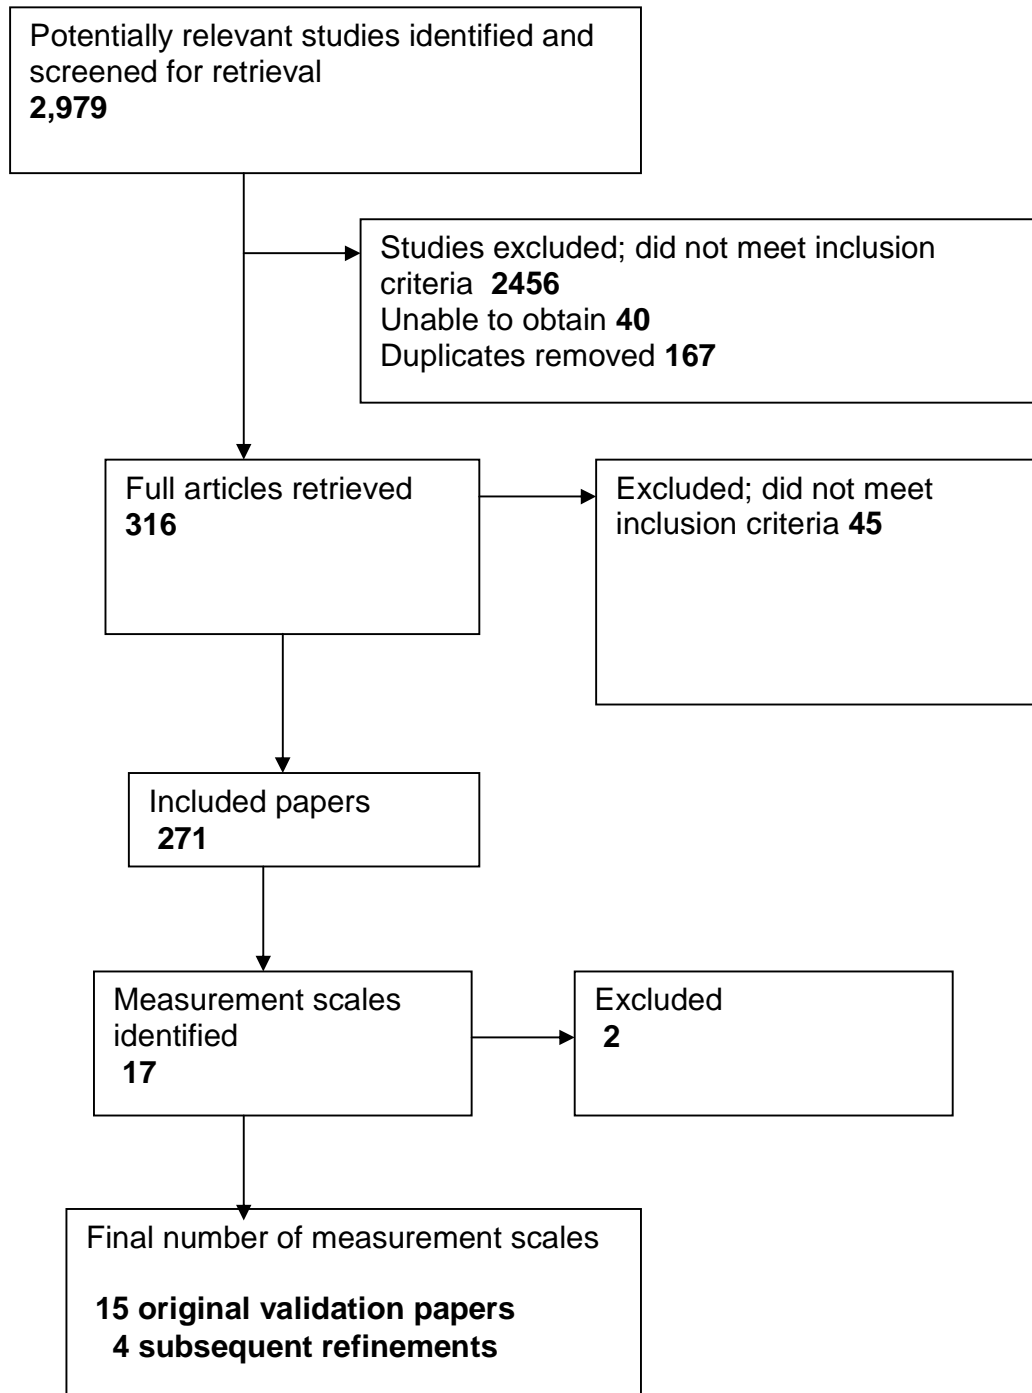 Potentially relevant studies identified and
screened for retrieval
2,979
Studies excluded; did not meet inclusion
criteria  2456
Unable to obtain 40
Duplicates removed 167
Full articles retrieved
316
Excluded; did not meet
inclusion criteria 45
Included papers
271
Measurement scales
identified
17
Excluded
2
Final number of measurement scales
15 original validation papers
4 subsequent refinements